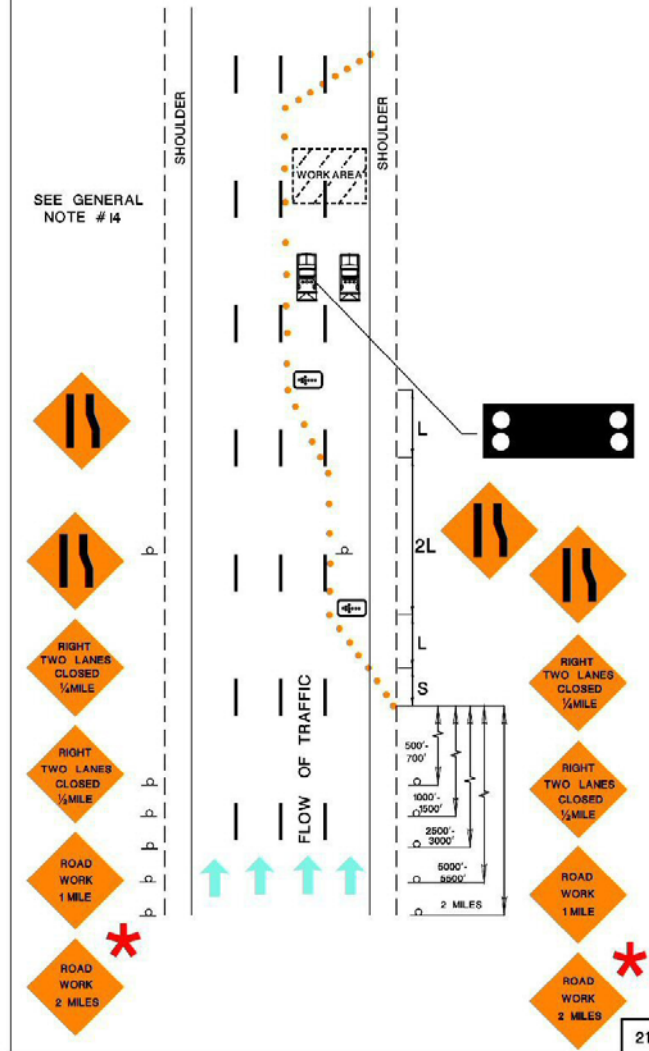 SHOULDER
SHOULDER
WORK AREA
SEE GENERAL
NOTE #14
L
2L
RIGHT
TWO LANES
CLOSED
¼MILE
RIGHT
TWO LANES
CLOSED
¼MILE
L
S
FLOW OF TRAFFIC
RIGHT
TWO LANES
CLOSED
½MILE
500'-
700'
1000'-
1500'
2500'-
3000'
5000'-
5500'
2 MILES
RIGHT
TWO LANES
CLOSED
½MILE
ROAD
WORK
1 MILE
ROAD
WORK
1 MILE
ROAD
WORK
2 MILES
ROAD
WORK
2 MILES
21